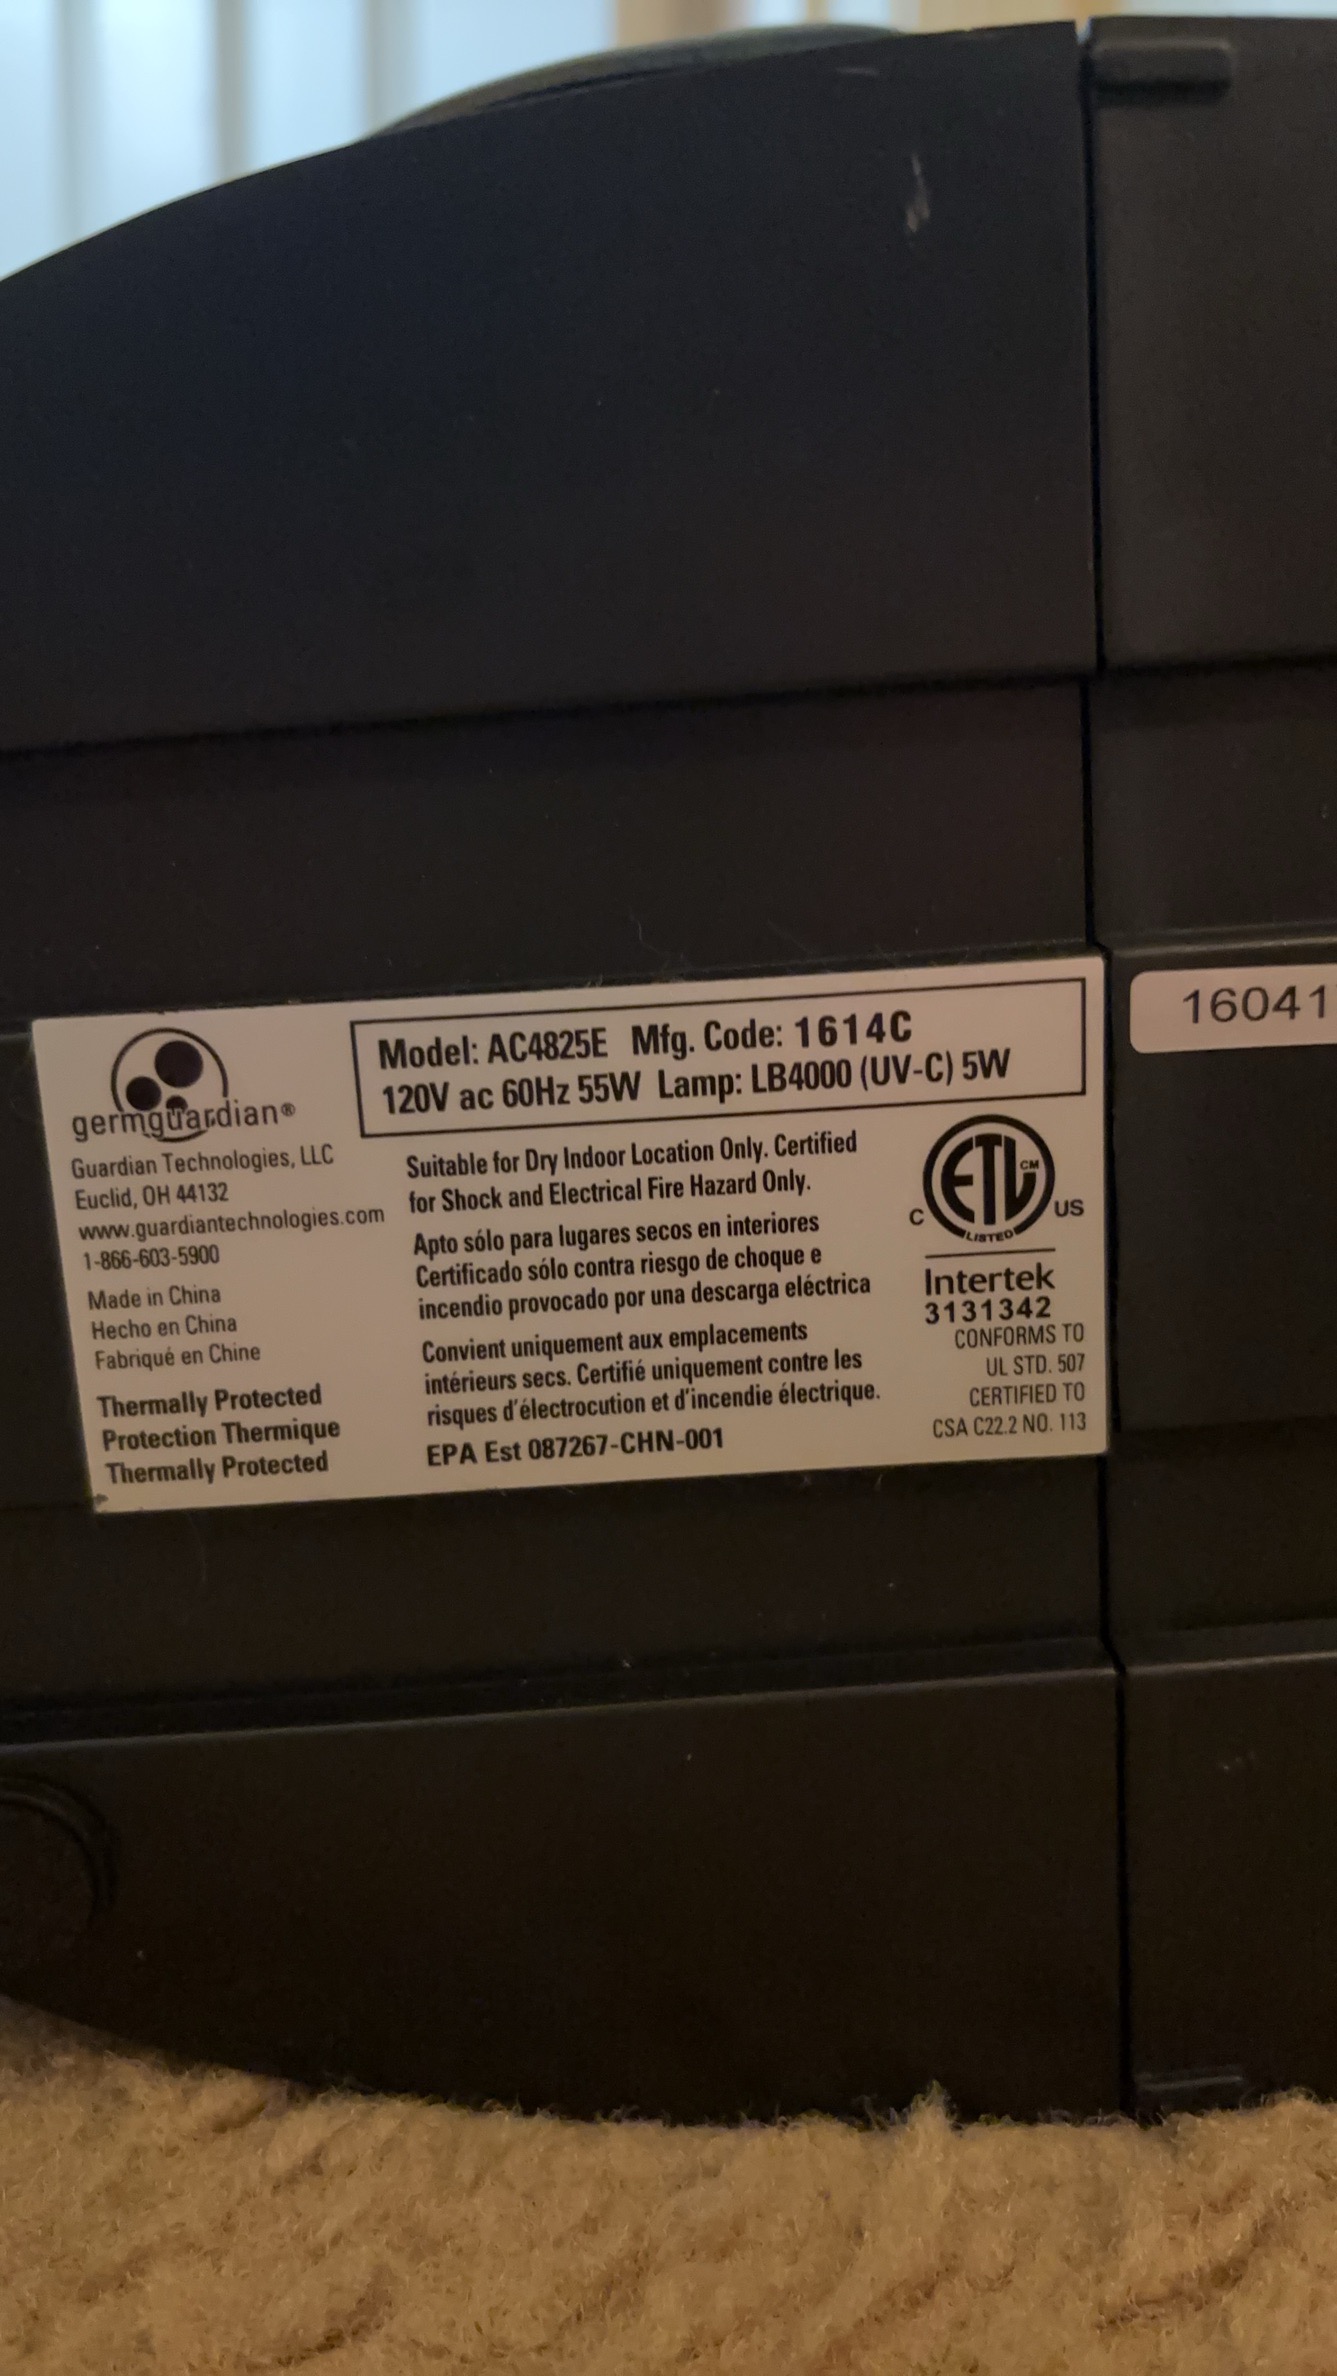 germguardian®
Guardian Technologies, LLC
Euclid, OH 44132
www.guardiantechnologies.com
1-866-603-5900
Made in China
Hecho en China
Fabriqué en Chine
Thermally Protected
Protection Thermique
Thermally Protected
Model: AC4825E Mfg. Code: 1614C
120V ac 60Hz 55W Lamp: LB4000 (UV-C) 5W
Suitable for Dry Indoor Location Only. Certified
for Shock and Electrical Fire Hazard Only.
Apto sólo para lugares secos en interiores
Certificado sólo contra riesgo de choque e
incendio provocado por una descarga eléctrica
Convient uniquement aux emplacements
intérieurs secs. Certifié uniquement contre les
risques d'électrocution et d'incendie électrique.
EPA Est 087267-CHN-001
ETL CM
C US
LISTED
Intertek
3131342
CONFORMS TO
UL STD. 507
CERTIFIED TO
CSA C22.2 NO. 113
16041